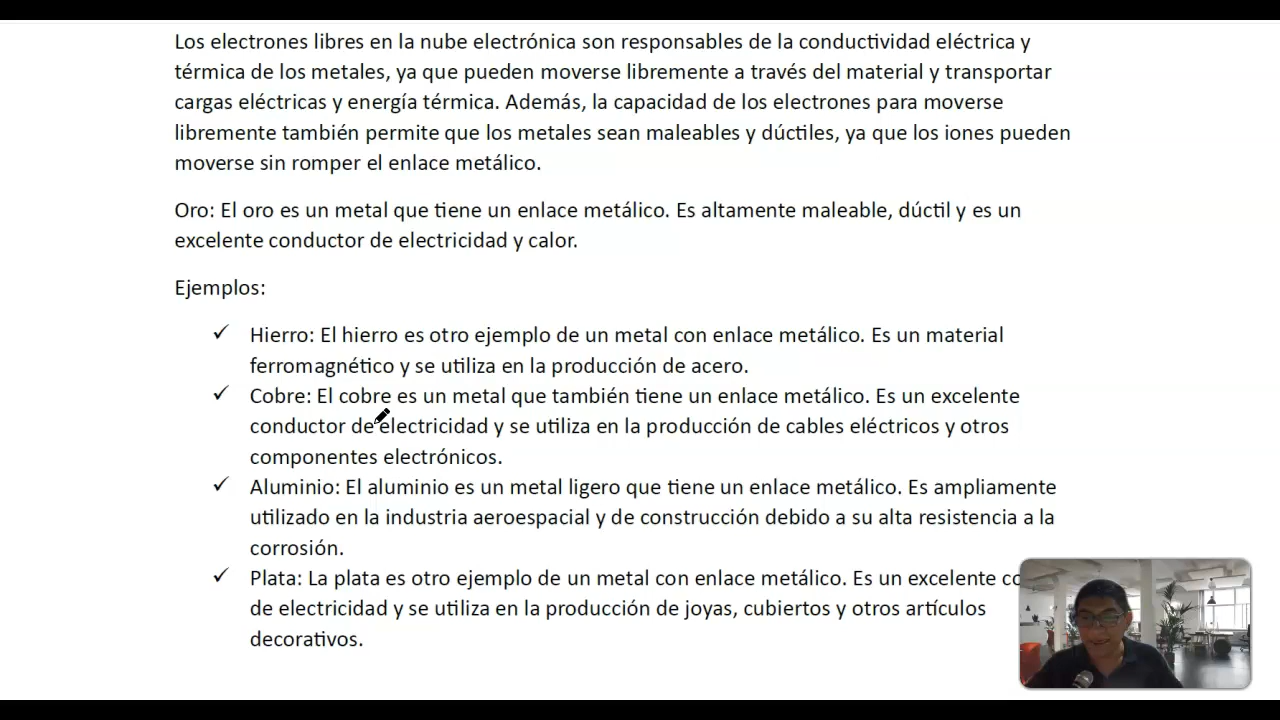 Los electrones libres en la nube electrónica son responsables de la conductividad eléctrica y
térmica de los metales, ya que pueden moverse libremente a través del material y transportar
cargas eléctricas y energía térmica. Además, la capacidad de los electrones para moverse
libremente también permite que los metales sean maleables y dúctiles, ya que los iones pueden
moverse sin romper el enlace metálico.
Oro: El oro es un metal que tiene un enlace metálico. Es altamente maleable, dúctil y es un
excelente conductor de electricidad y calor.
Ejemplos:
✓ Hierro: El hierro es otro ejemplo de un metal con enlace metálico. Es un material
ferromagnético y se utiliza en la producción de acero.
✓ Cobre: El cobre es un metal que también tiene un enlace metálico. Es un excelente
conductor de electricidad y se utiliza en la producción de cables eléctricos y otros
componentes electrónicos.
✓ Aluminio: El aluminio es un metal ligero que tiene un enlace metálico. Es ampliamente
utilizado en la industria aeroespacial y de construcción debido a su alta resistencia a la
corrosión.
✓ Plata: La plata es otro ejemplo de un metal con enlace metálico. Es un excelente
de electricidad y se utiliza en la producción de joyas, cubiertos y otros artículos
decorativos.